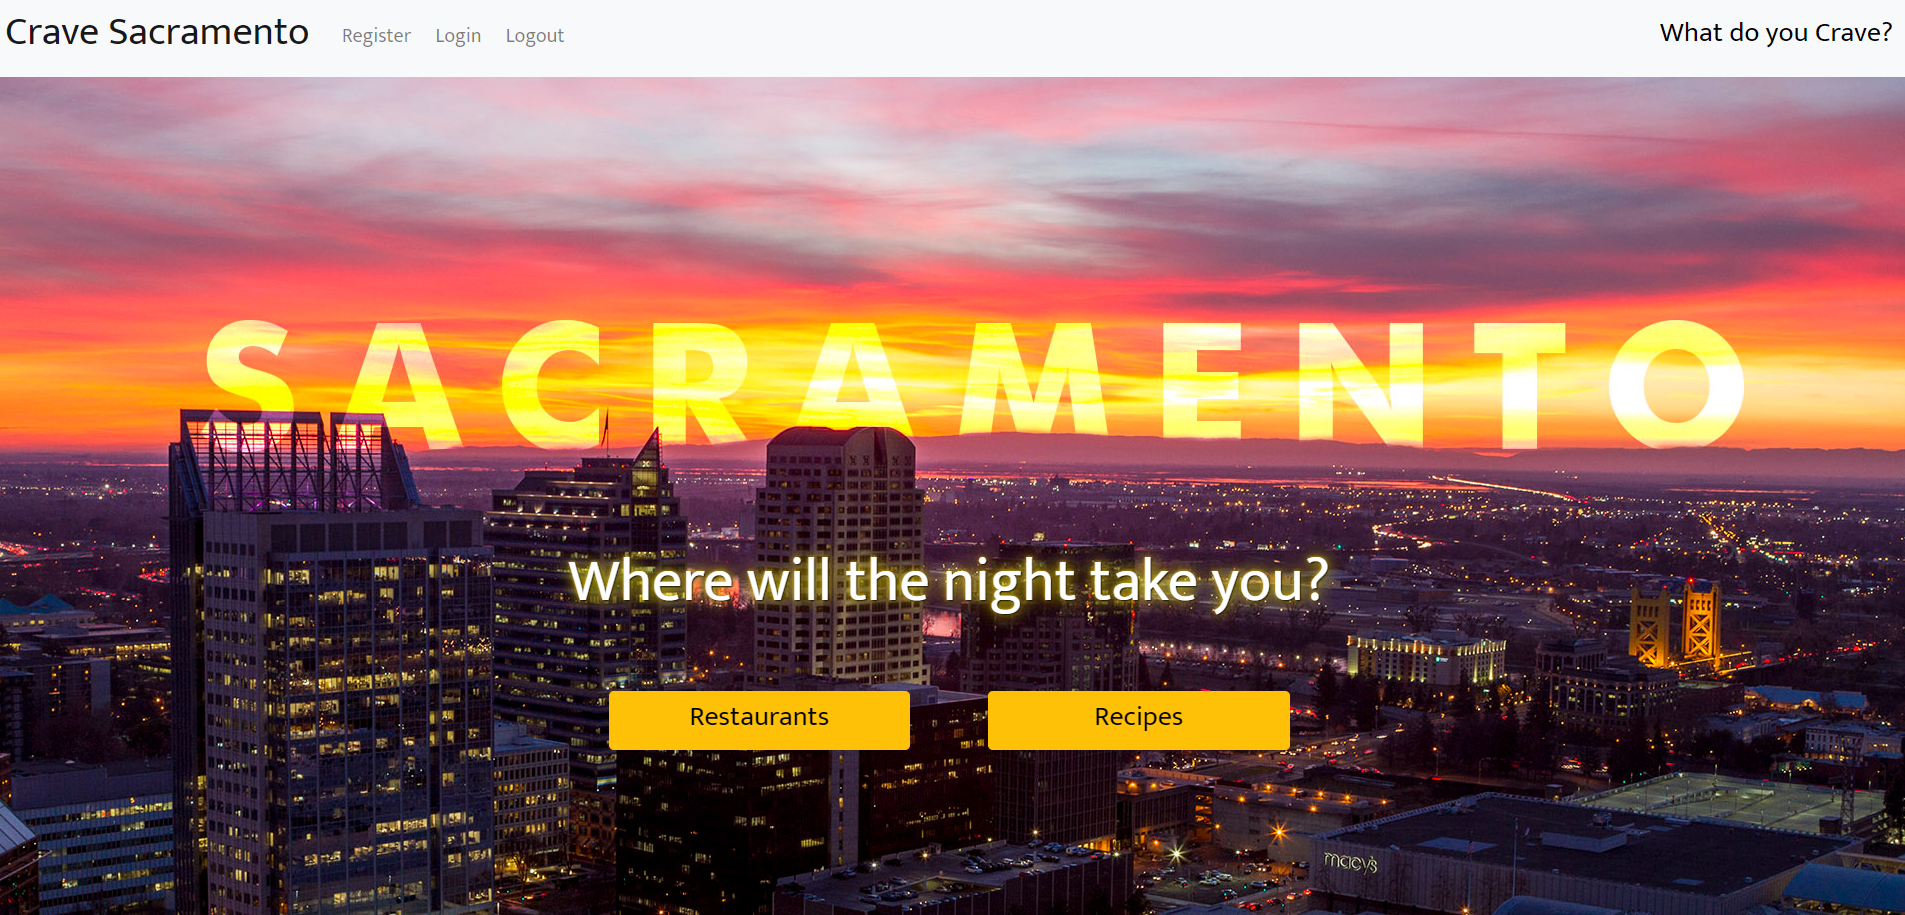 Crave Sacramento Register Login Logout What do you Crave?
SACRAMENTO
Where will the night take you?
Restaurants Recipes
macy's